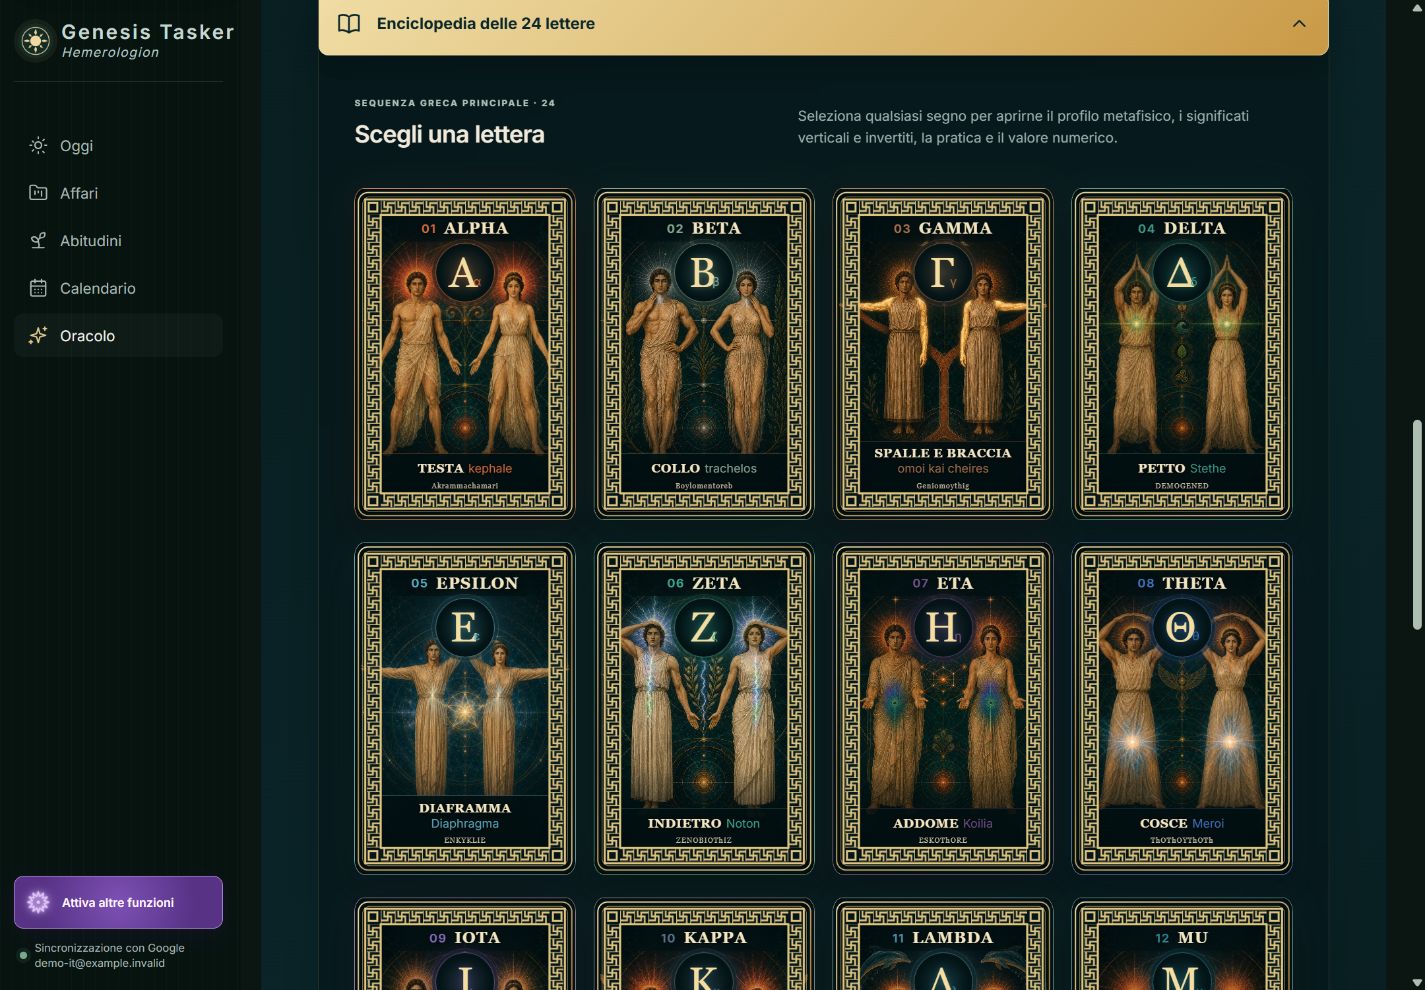 Genesis Tasker
Hemerologion
Oggi
Affari
Abitudini
Calendario
Oracolo
Attiva altre funzioni
Sincronizzazione con Google
demo-it@example.invalid
Enciclopedia delle 24 lettere
SEQUENZA GRECA PRINCIPALE · 24
Scegli una lettera
Seleziona qualsiasi segno per aprirne il profilo metafisico, i significati
verticali e invertiti, la pratica e il valore numerico.
01 ALPHA
Α α
TESTA kephale
Akrammachamari
02 BETA
Β β
COLLO trachelos
Boylomentoreb
03 GAMMA
Γ γ
SPALLE E BRACCIA
omoi kai cheires
Geniomoythig
04 DELTA
Δ δ
PETTO Stethe
DEMOGENED
05 EPSILON
Ε ε
DIAFRAMMA
Diaphragma
ENKYKLIE
06 ZETA
Ζ ζ
INDIETRO Noton
ZENOBIOThIZ
07 ETA
Η η
ADDOME Koilia
ESKOThORE
08 THETA
Θ θ
COSCE Meroi
ThOThOYThOTh
09 IOTA
Ι
10 KAPPA
Κ
11 LAMBDA
Λ
12 MU
Μ